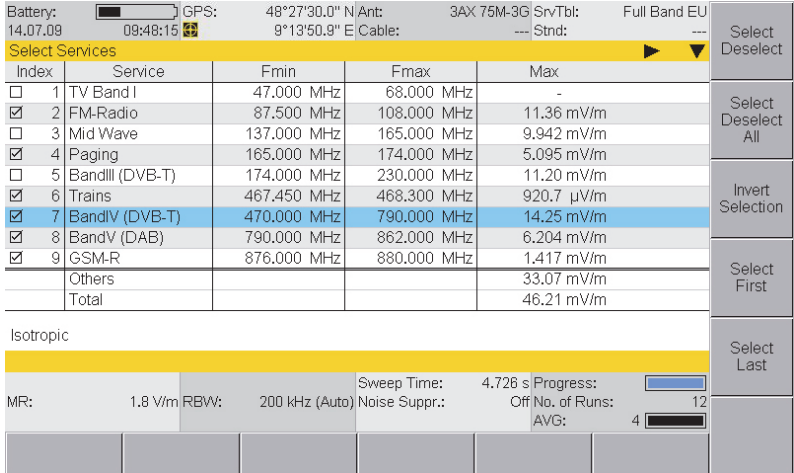 Battery: GPS: 48°27'30.0" N Ant: 3AX 75M-3G SrvTbl: Full Band EU
14.07.09 09:48:15 9°13'50.9" E Cable: --- Stnd: ---
Select Services
Index Service Fmin Fmax Max
1 TV Band I 47.000 MHz 68.000 MHz -
2 FM-Radio 87.500 MHz 108.000 MHz 11.36 mV/m
3 Mid Wave 137.000 MHz 165.000 MHz 9.942 mV/m
4 Paging 165.000 MHz 174.000 MHz 5.095 mV/m
5 BandIII (DVB-T) 174.000 MHz 230.000 MHz 11.20 mV/m
6 Trains 467.450 MHz 468.300 MHz 920.7 µV/m
7 BandIV (DVB-T) 470.000 MHz 790.000 MHz 14.25 mV/m
8 BandV (DAB) 790.000 MHz 862.000 MHz 6.204 mV/m
9 GSM-R 876.000 MHz 880.000 MHz 1.417 mV/m
Others 33.07 mV/m
Total 46.21 mV/m
Isotropic
Sweep Time: 4.726 s Progress:
MR: 1.8 V/m RBW: 200 kHz (Auto) Noise Suppr.: Off No. of Runs: 12
AVG: 4
Select
Deselect
Select
Deselect
All
Invert
Selection
Select
First
Select
Last